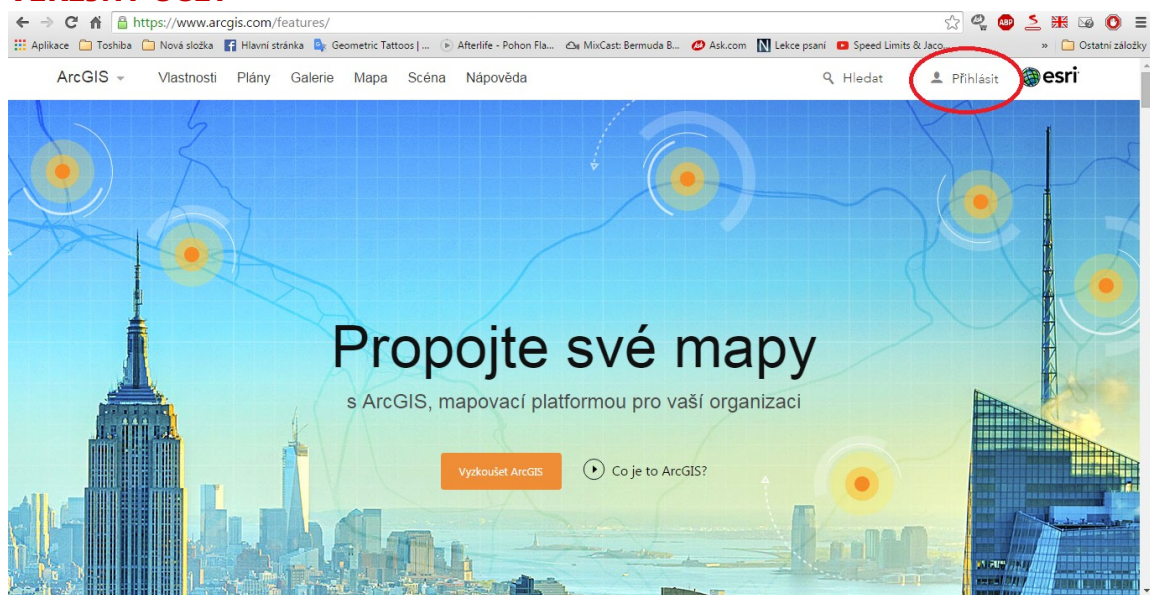 VEŘEJNÝ ÚČET
https://www.arcgis.com/features/
Aplikace Toshiba Nová složka Hlavní stránka Geometric Tattoos | ... Afterlife - Pohon Fla... MixCast: Bermuda B... Ask.com Lekce psaní Speed Limits & Jaco... » Ostatní záložky
ArcGIS Vlastnosti Plány Galerie Mapa Scéna Nápověda Hledat Přihlásit esri
Propojte své mapy
s ArcGIS, mapovací platformou pro vaší organizaci
Vyzkoušet ArcGIS Co je to ArcGIS?